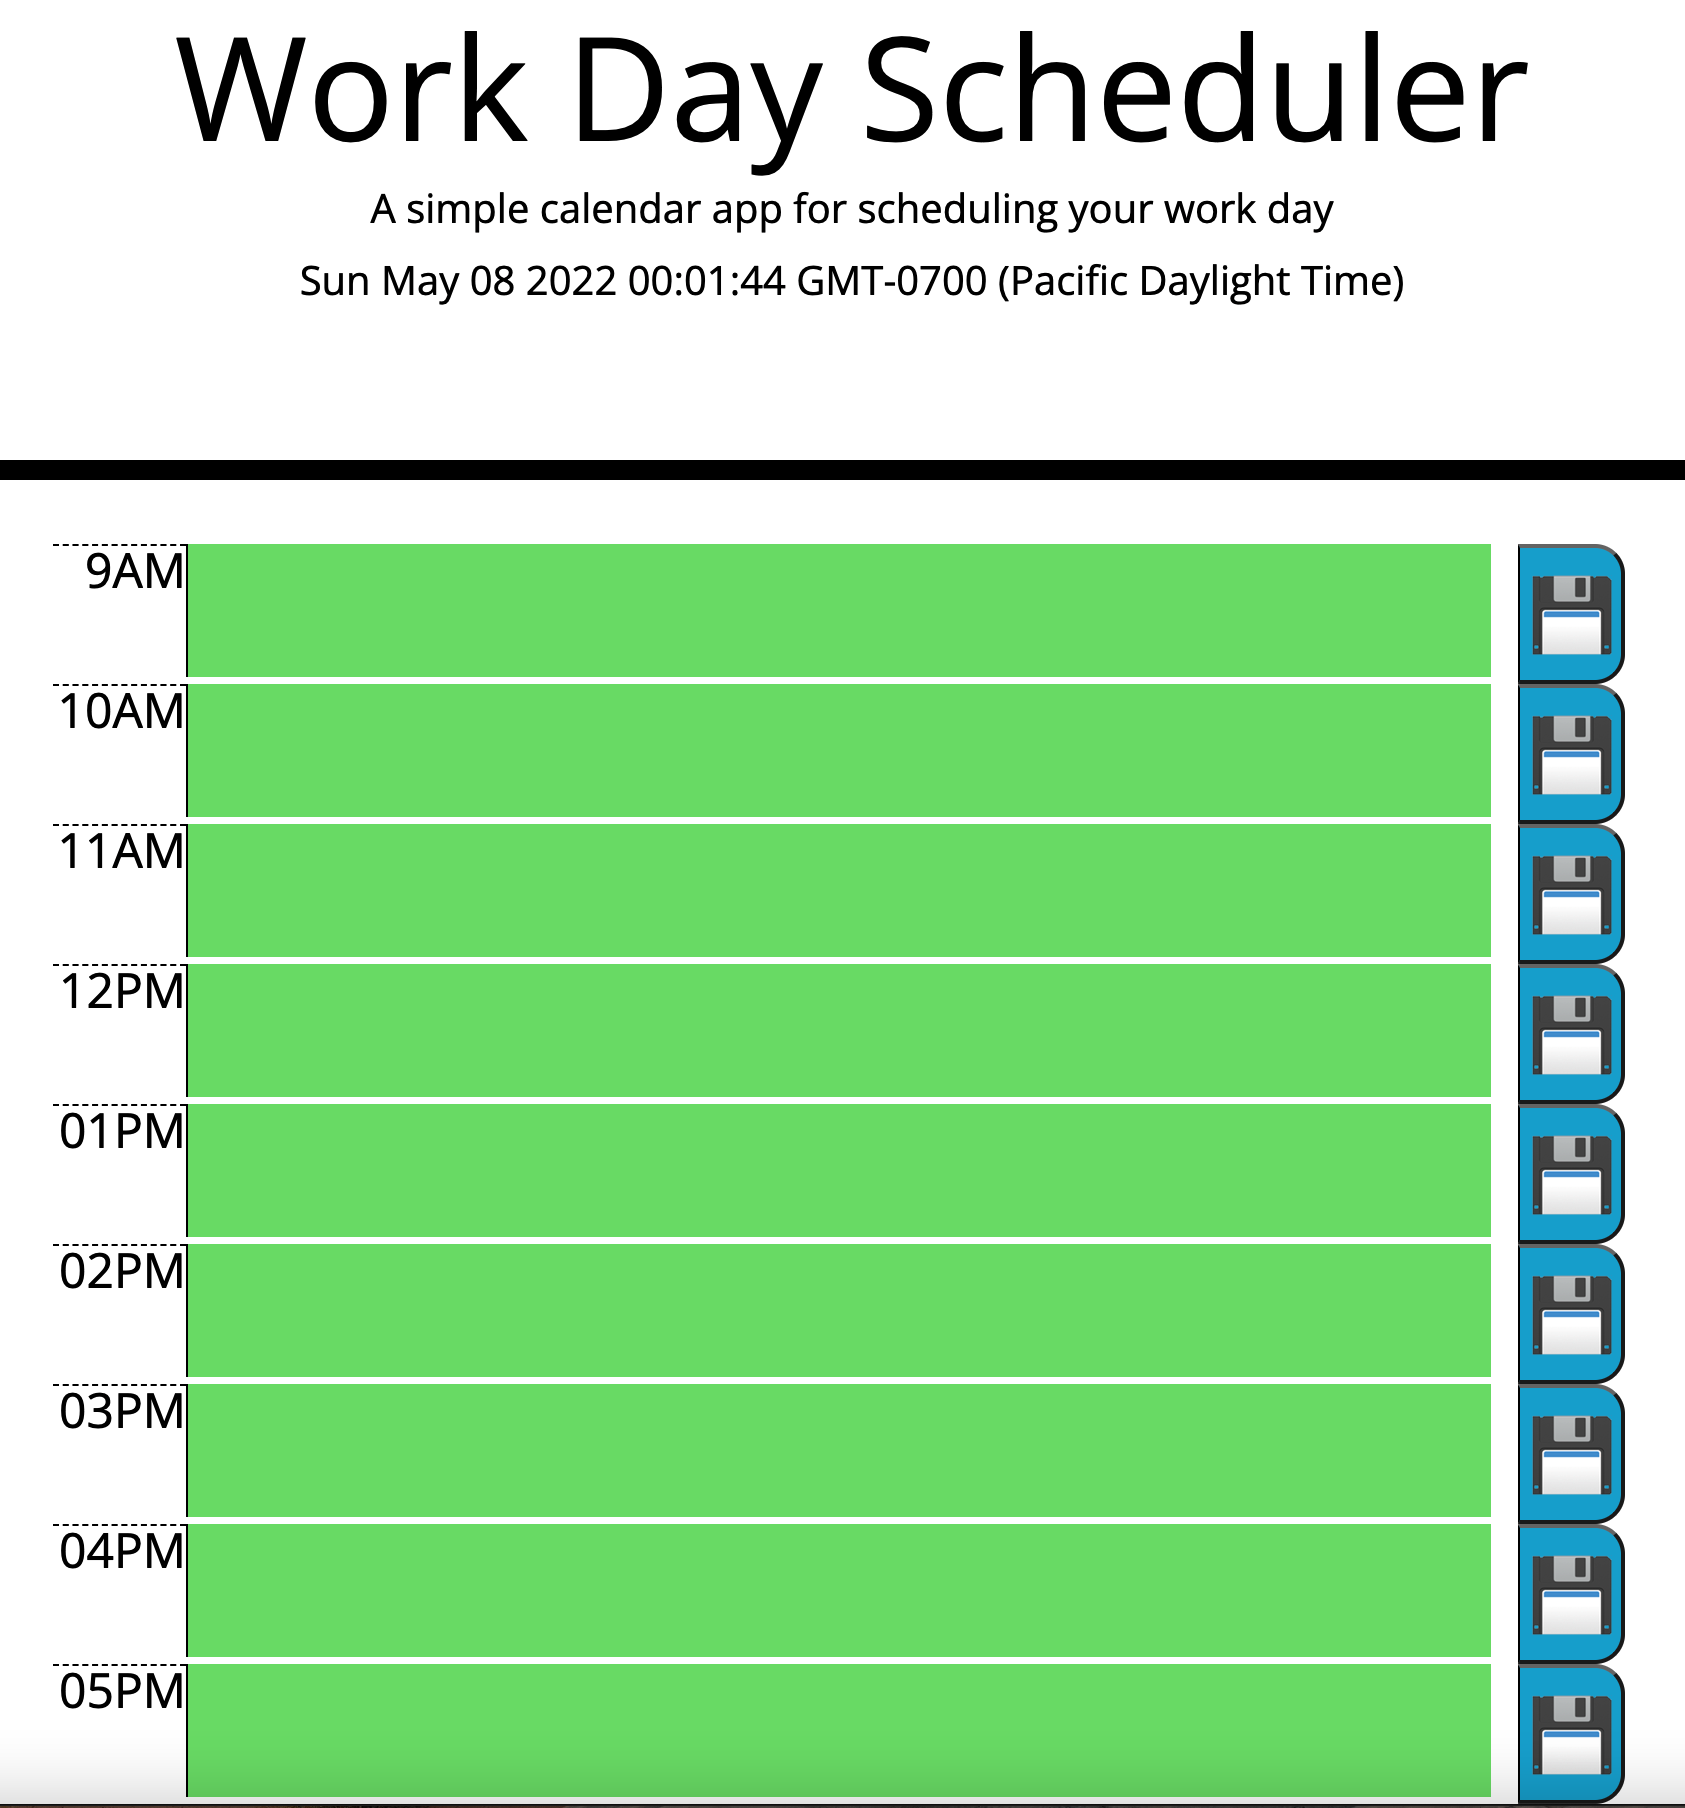 Work Day Scheduler
A simple calendar app for scheduling your work day
Sun May 08 2022 00:01:44 GMT-0700 (Pacific Daylight Time)
9AM
10AM
11AM
12PM
01PM
02PM
03PM
04PM
05PM